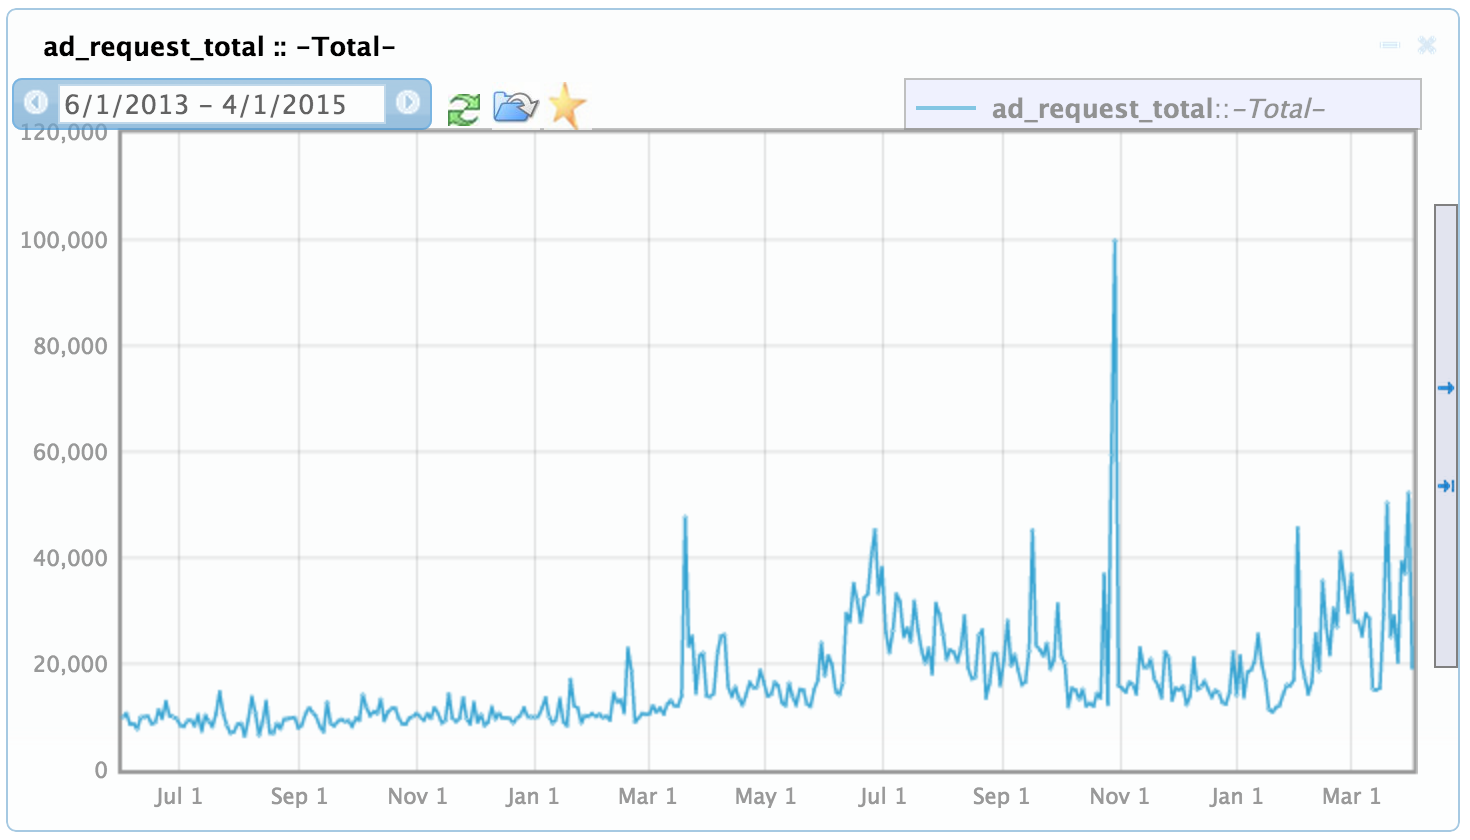 ad_request_total :: -Total-
6/1/2013 - 4/1/2015
ad_request_total::-Total-
120,000
100,000
80,000
60,000
40,000
20,000
0
Jul 1 Sep 1 Nov 1 Jan 1 Mar 1 May 1 Jul 1 Sep 1 Nov 1 Jan 1 Mar 1